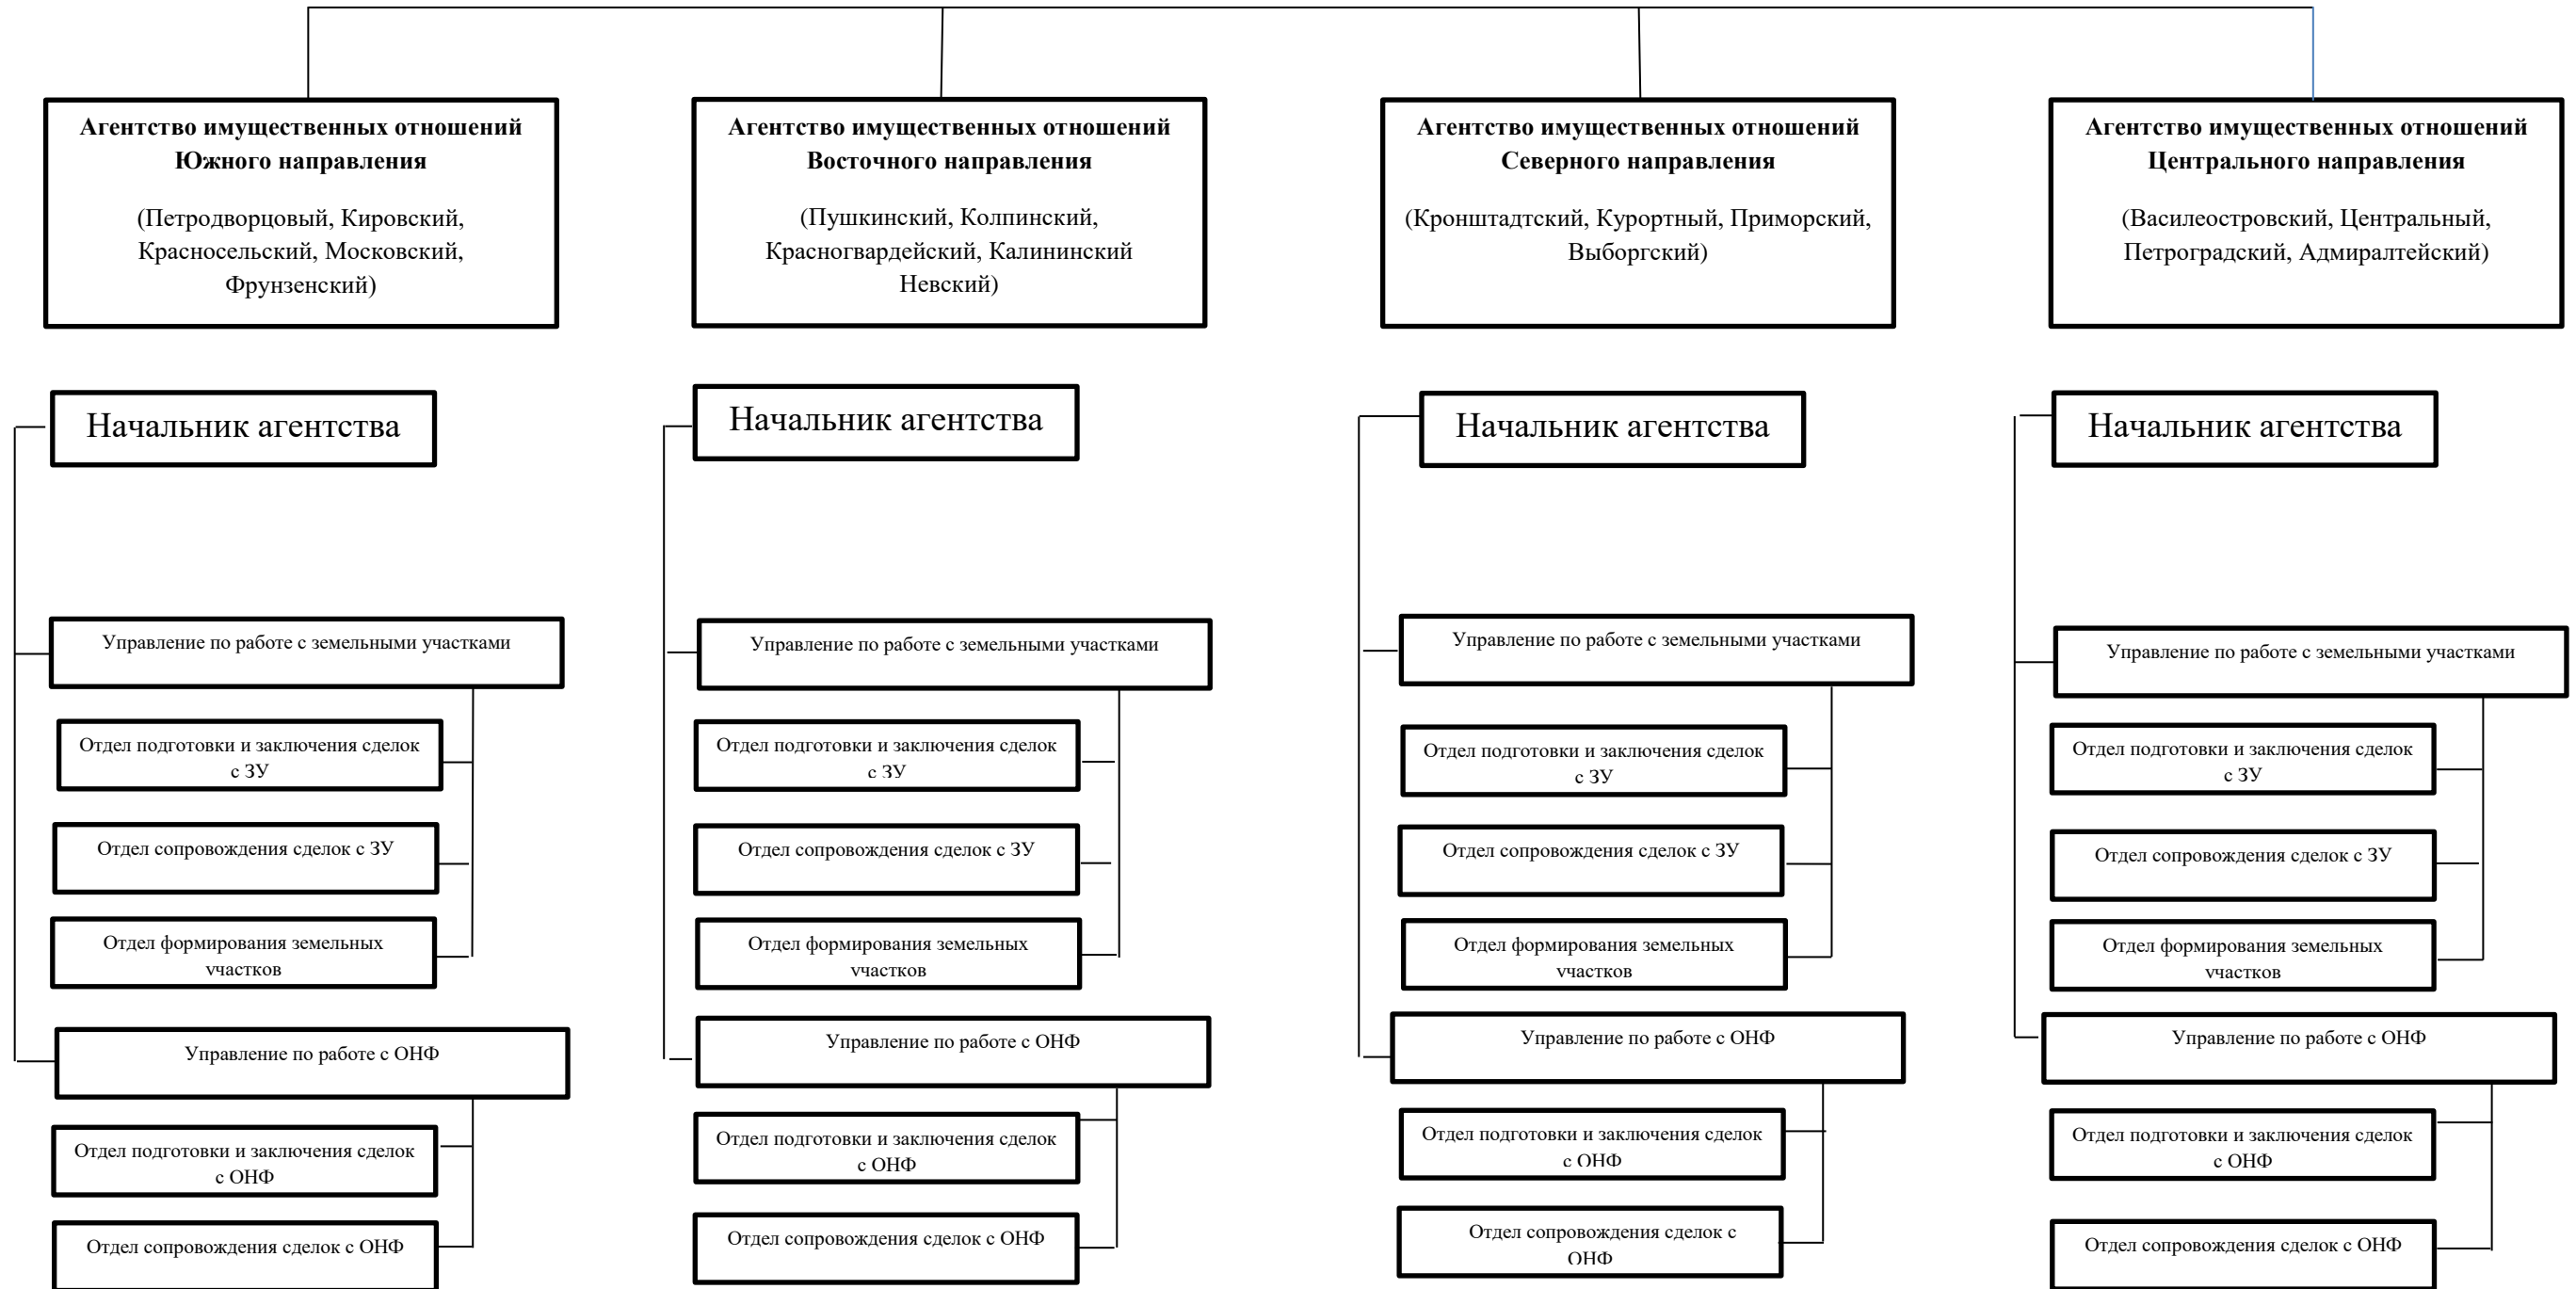 Агентство имущественных отношений
Южного направления
(Петродворцовый, Кировский,
Красносельский, Московский,
Фрунзенский)
Начальник агентства
Управление по работе с земельными участками
Отдел подготовки и заключения сделок
с ЗУ
Отдел сопровождения сделок с ЗУ
Отдел формирования земельных
участков
Управление по работе с ОНФ
Отдел подготовки и заключения сделок
с ОНФ
Отдел сопровождения сделок с ОНФ
Агентство имущественных отношений
Восточного направления
(Пушкинский, Колпинский,
Красногвардейский, Калининский
Невский)
Начальник агентства
Управление по работе с земельными участками
Отдел подготовки и заключения сделок
с ЗУ
Отдел сопровождения сделок с ЗУ
Отдел формирования земельных
участков
Управление по работе с ОНФ
Отдел подготовки и заключения сделок
с ОНФ
Отдел сопровождения сделок с ОНФ
Агентство имущественных отношений
Северного направления
(Кронштадтский, Курортный, Приморский,
Выборгский)
Начальник агентства
Управление по работе с земельными участками
Отдел подготовки и заключения сделок
с ЗУ
Отдел сопровождения сделок с ЗУ
Отдел формирования земельных
участков
Управление по работе с ОНФ
Отдел подготовки и заключения сделок
с ОНФ
Отдел сопровождения сделок с
ОНФ
Агентство имущественных отношений
Центрального направления
(Василеостровский, Центральный,
Петроградский, Адмиралтейский)
Начальник агентства
Управление по работе с земельными участками
Отдел подготовки и заключения сделок
с ЗУ
Отдел сопровождения сделок с ЗУ
Отдел формирования земельных
участков
Управление по работе с ОНФ
Отдел подготовки и заключения сделок
с ОНФ
Отдел сопровождения сделок с ОНФ